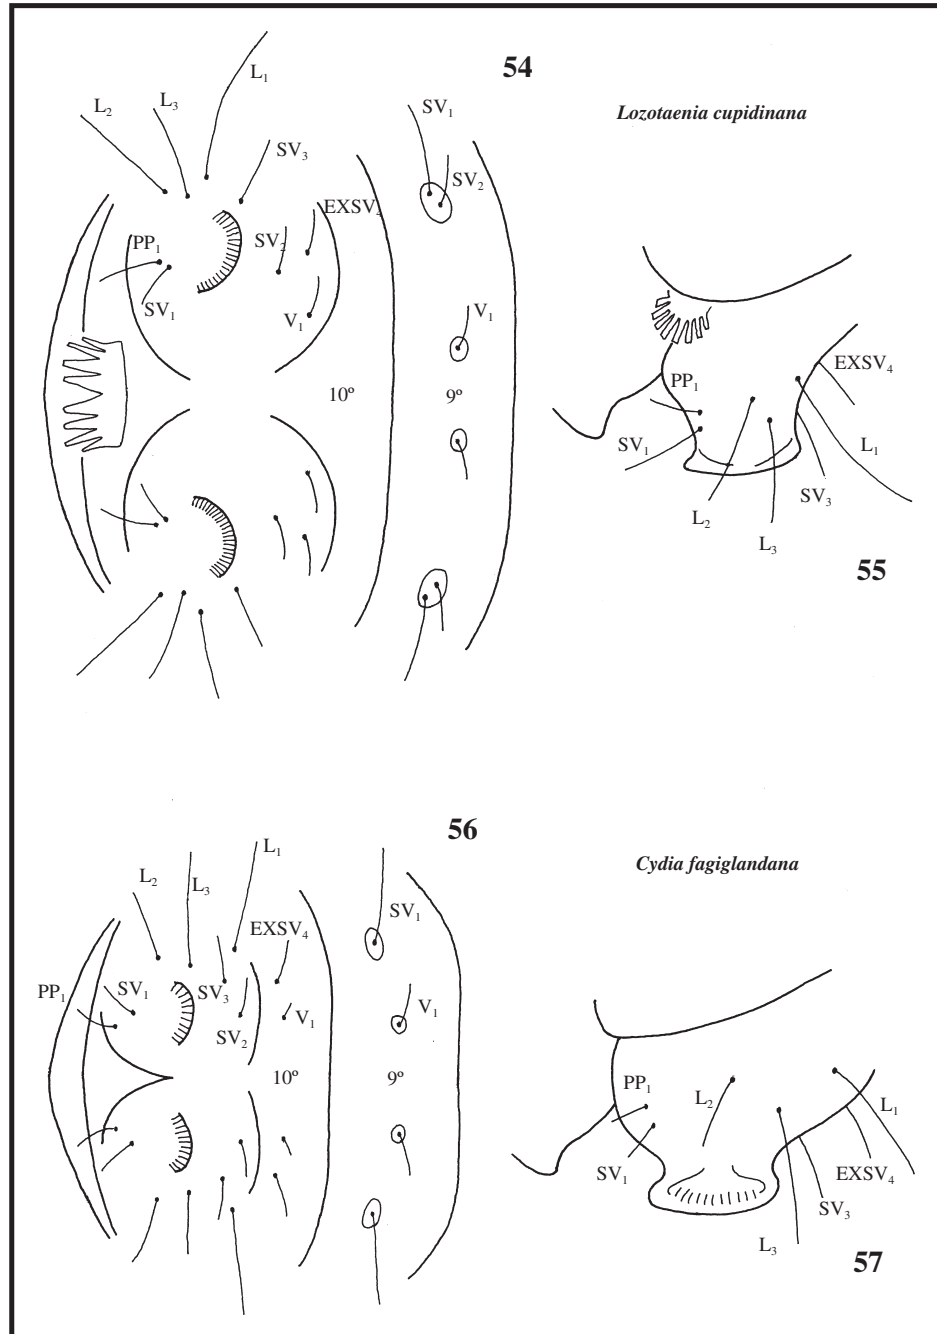 54
Lozotaenia cupidinana
L₁
L₂
L₃
SV₁
SV₃
SV₂
EXSV₄
SV₂
PP₁
SV₁
V₁
V₁
10º
9º
EXSV₄
PP₁
SV₁
L₁
SV₃
L₂
L₃
55
56
Cydia fagiglandana
L₁
L₂
L₃
SV₁
EXSV₄
PP₁
SV₁
SV₃
SV₂
V₁
V₁
10º
9º
PP₁
L₂
L₁
SV₁
EXSV₄
SV₃
L₃
57